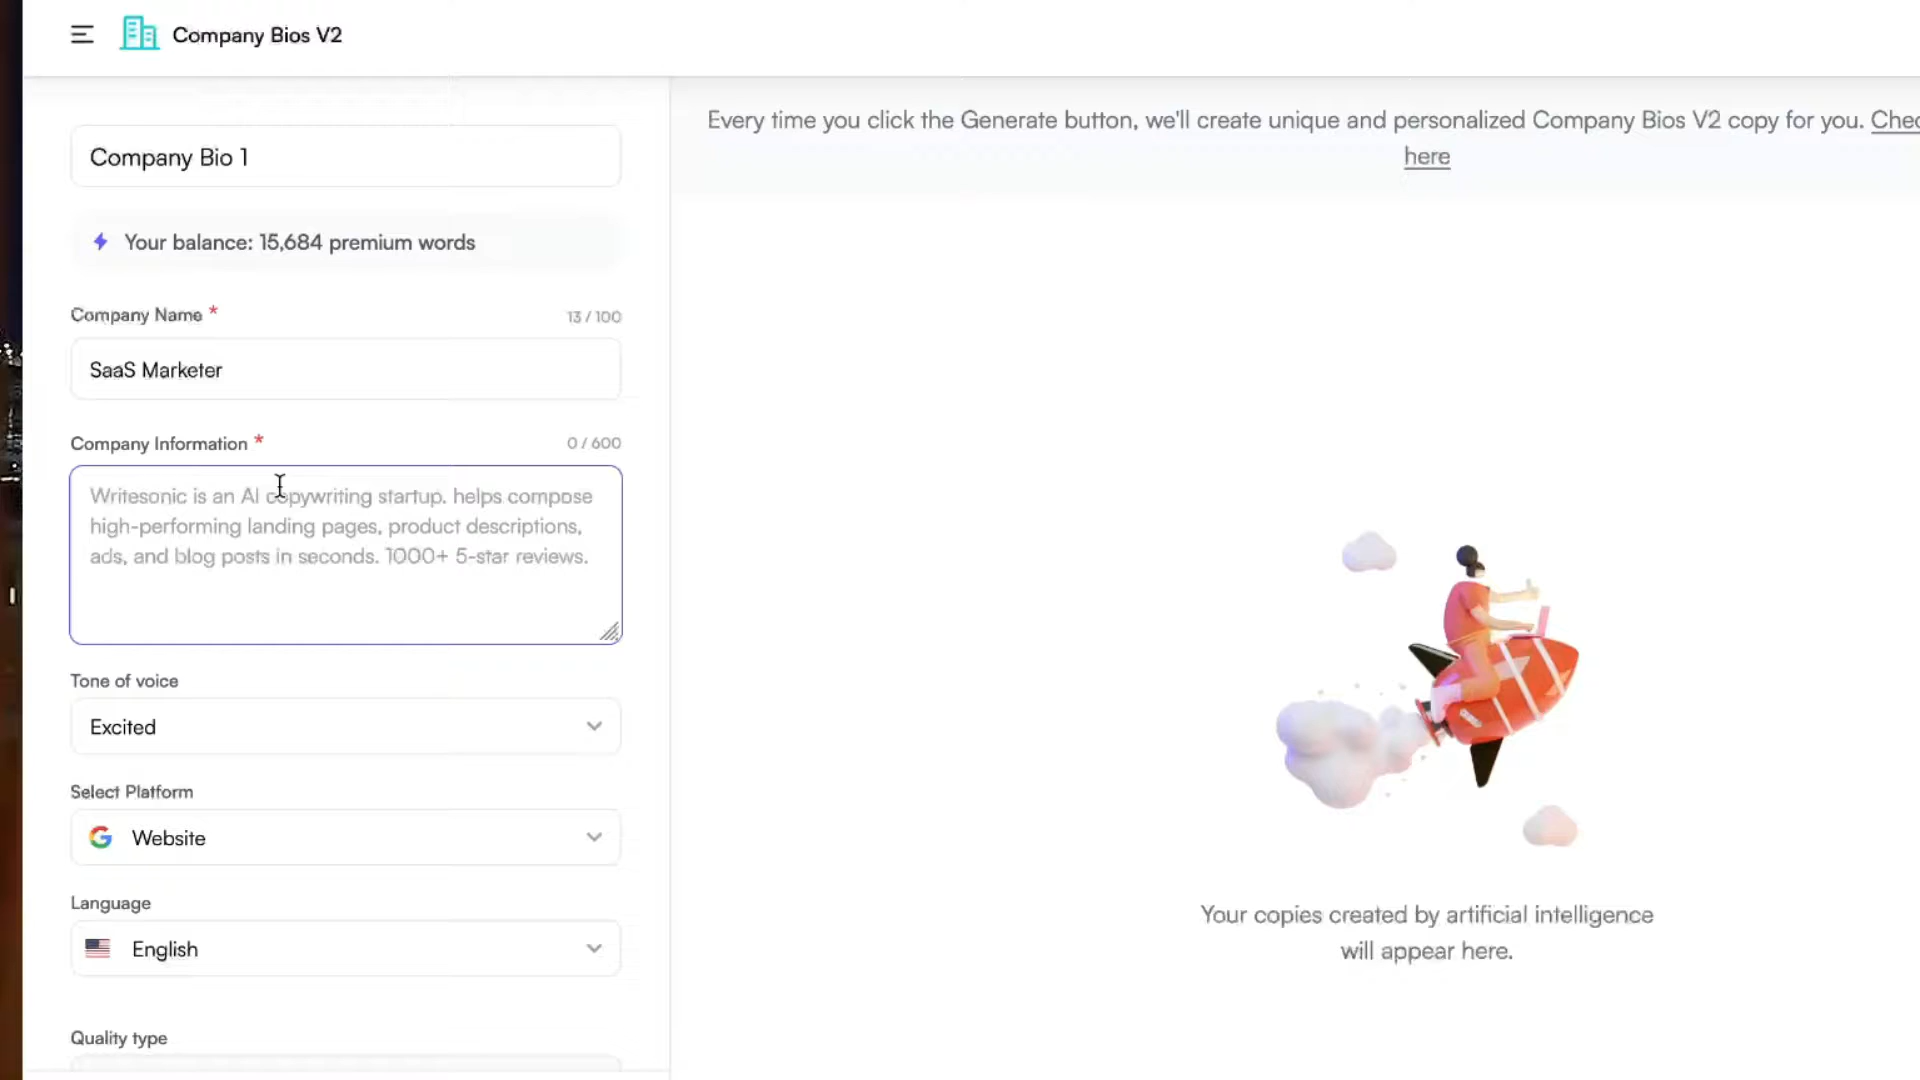 Company Bios V2
Company Bio 1
Your balance: 15,684 premium words
Company Name *
13 / 100
SaaS Marketer
Company Information *
0 / 600
Writesonic is an AI copywriting startup. helps compose
high-performing landing pages, product descriptions,
ads, and blog posts in seconds. 1000+ 5-star reviews.
Tone of voice
Excited
Select Platform
Website
Language
English
Quality type
Every time you click the Generate button, we'll create unique and personalized Company Bios V2 copy for you. Chec
here
Your copies created by artificial intelligence
will appear here.